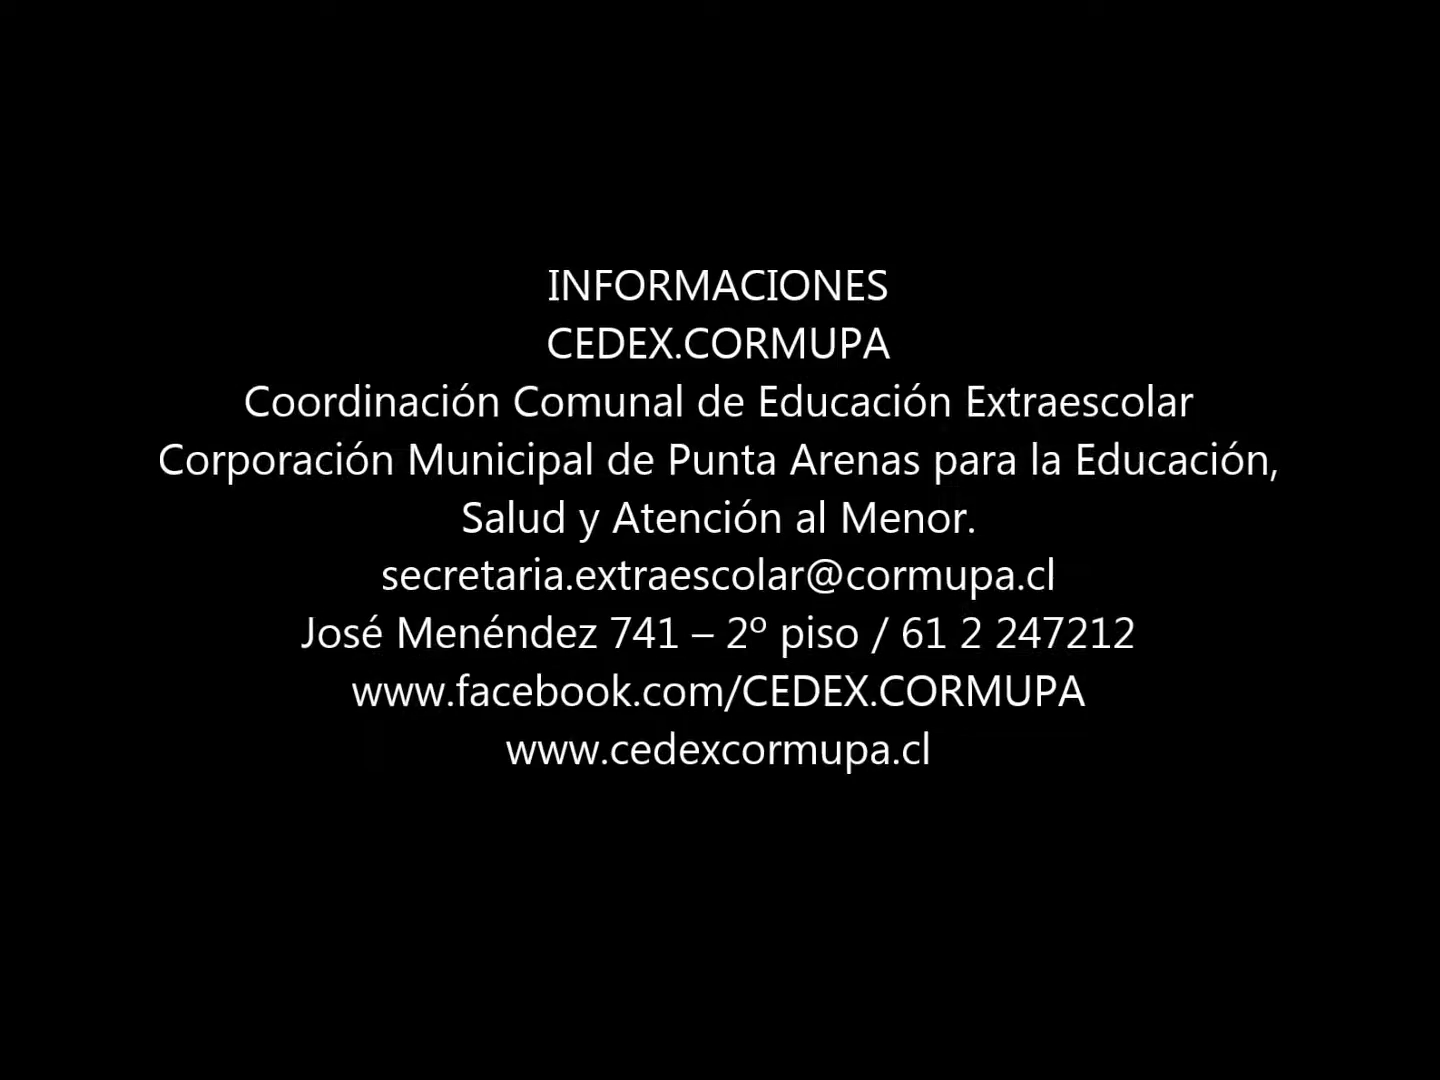 INFORMACIONES
CEDEX.CORMUPA
Coordinación Comunal de Educación Extraescolar
Corporación Municipal de Punta Arenas para la Educación,
Salud y Atención al Menor.
secretaria.extraescolar@cormupa.cl
José Menéndez 741 – 2º piso / 61 2 247212
www.facebook.com/CEDEX.CORMUPA
www.cedexcormupa.cl